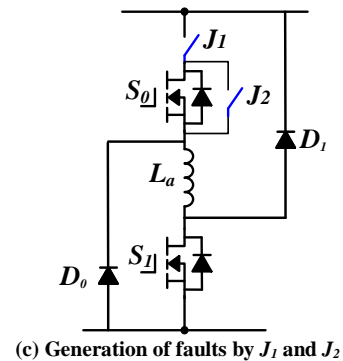 J1
S0
J2
D1
La
S1
D0
(c) Generation of faults by J1 and J2